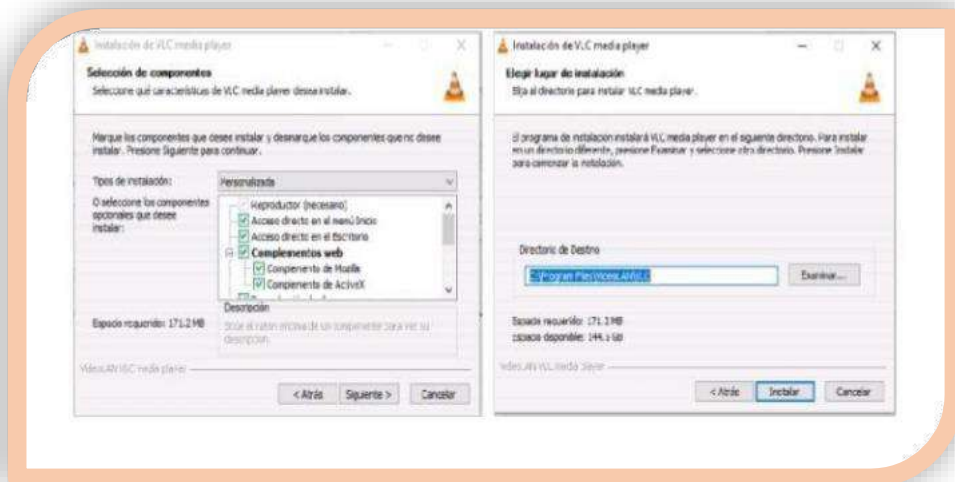 Instalación de VLC media player
Selección de componentes
Seleccione qué características de VLC media player desea instalar.
Marque los componentes que desee instalar y desmarque los componentes que no desee
instalar. Presione Siguiente para continuar.
Tipos de instalación:
Personalizada
O seleccione los componentes
opcionales que desee
instalar:
Reproductor (necesario)
Acceso directo en el menú Inicio
Acceso directo en el Escritorio
Complementos web
Complemento de Mozilla
Complemento de ActiveX
Espacio requerido: 171.2 MB
Descripción
Sitúe el ratón encima de un componente para ver su
descripción.
VideoLAN VLC media player
< Atrás
Siguiente >
Cancelar
Instalación de VLC media player
Elegir lugar de instalación
Elija el directorio para instalar VLC media player.
El programa de instalación instalará VLC media player en el siguiente directorio. Para instalar
en un directorio diferente, presione Examinar y seleccione otro directorio. Presione Instalar
para comenzar la instalación.
Directorio de Destino
C:\Program Files\VideoLAN\VLC
Examinar...
Espacio requerido: 171.2 MB
Espacio disponible: 144.1 GB
VideoLAN VLC media player
< Atrás
Instalar
Cancelar